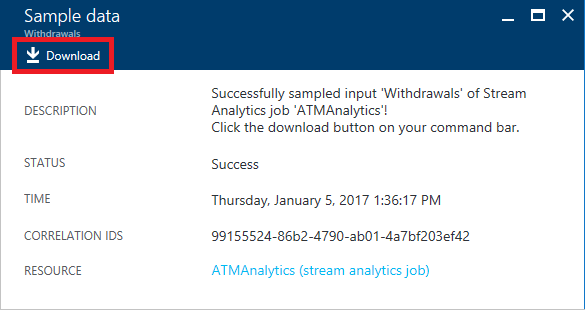 Sample data
Withdrawals
Download
DESCRIPTION
Successfully sampled input 'Withdrawals' of Stream
Analytics job 'ATMAnalytics'!
Click the download button on your command bar.
STATUS
Success
TIME
Thursday, January 5, 2017 1:36:17 PM
CORRELATION IDS
99155524-86b2-4790-ab01-4a7bf203ef42
RESOURCE
ATMAnalytics (stream analytics job)